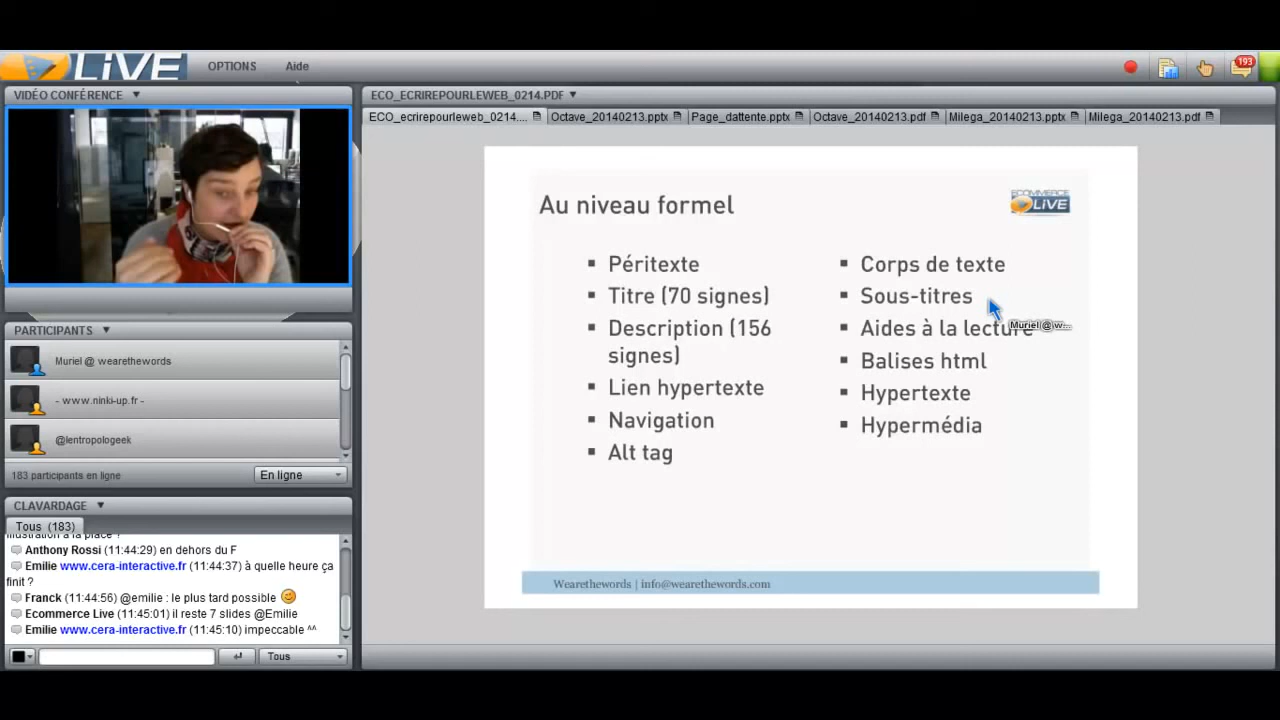 LIVE
OPTIONS
Aide
193
VIDÉO CONFÉRENCE
ECO_ECRIREPOURLEWEB_0214.PDF
ECO_ecrirepourleweb_0214....
Octave_20140213.pptx
Page_dattente.pptx
Octave_20140213.pdf
Milega_20140213.pptx
Milega_20140213.pdf
Au niveau formel
ECOMMERCE
LIVE
Péritexte
Titre (70 signes)
Description (156
signes)
Lien hypertexte
Navigation
Alt tag
Corps de texte
Sous-titres
Aides à la lecture
Balises html
Hypertexte
Hypermédia
Muriel @ w...
Wearethewords | info@wearethewords.com
PARTICIPANTS
Muriel @ wearethewords
- www.ninki-up.fr -
@lentropologeek
183 participants en ligne
En ligne
CLAVARDAGE
Tous (183)
illustration à la place ?
Anthony Rossi (11:44:29) en dehors du F
Emilie www.cera-interactive.fr (11:44:37) à quelle heure ça
finit ?
Franck (11:44:56) @emilie : le plus tard possible
Ecommerce Live (11:45:01) il reste 7 slides @Emilie
Emilie www.cera-interactive.fr (11:45:10) impeccable ^^
Tous